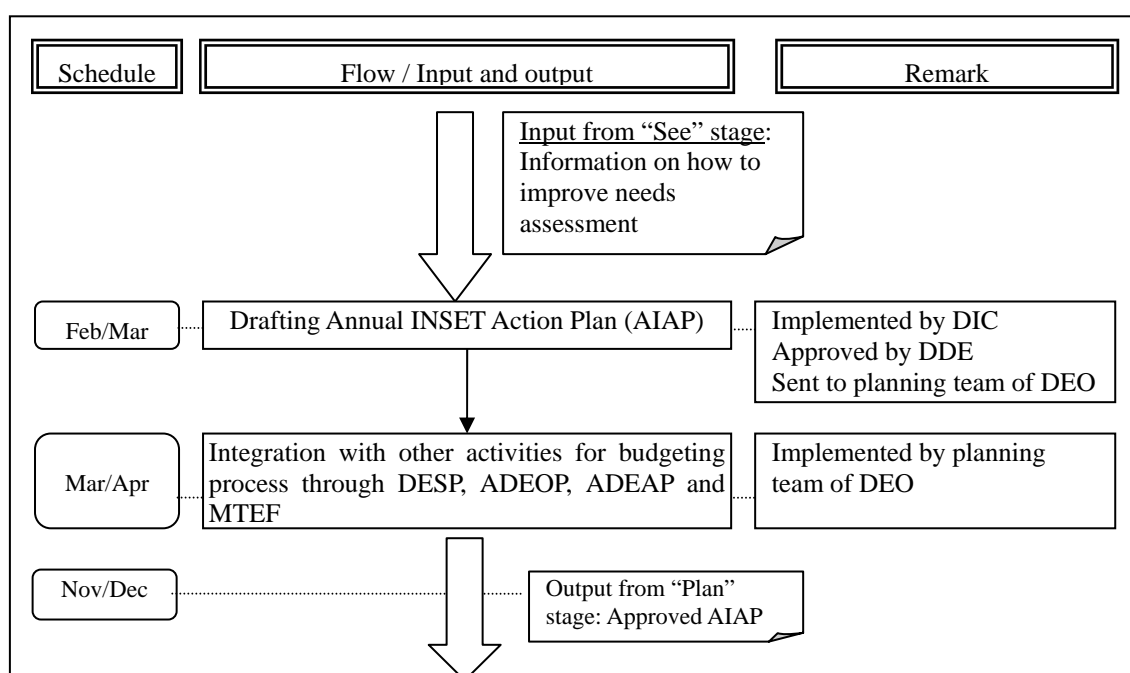 Schedule
Flow / Input and output
Remark
Input from “See” stage:
Information on how to
improve needs
assessment
Feb/Mar
Drafting Annual INSET Action Plan (AIAP)
Implemented by DIC
Approved by DDE
Sent to planning team of DEO
Mar/Apr
Integration with other activities for budgeting
process through DESP, ADEOP, ADEAP and
MTEF
Implemented by planning
team of DEO
Nov/Dec
Output from “Plan”
stage: Approved AIAP